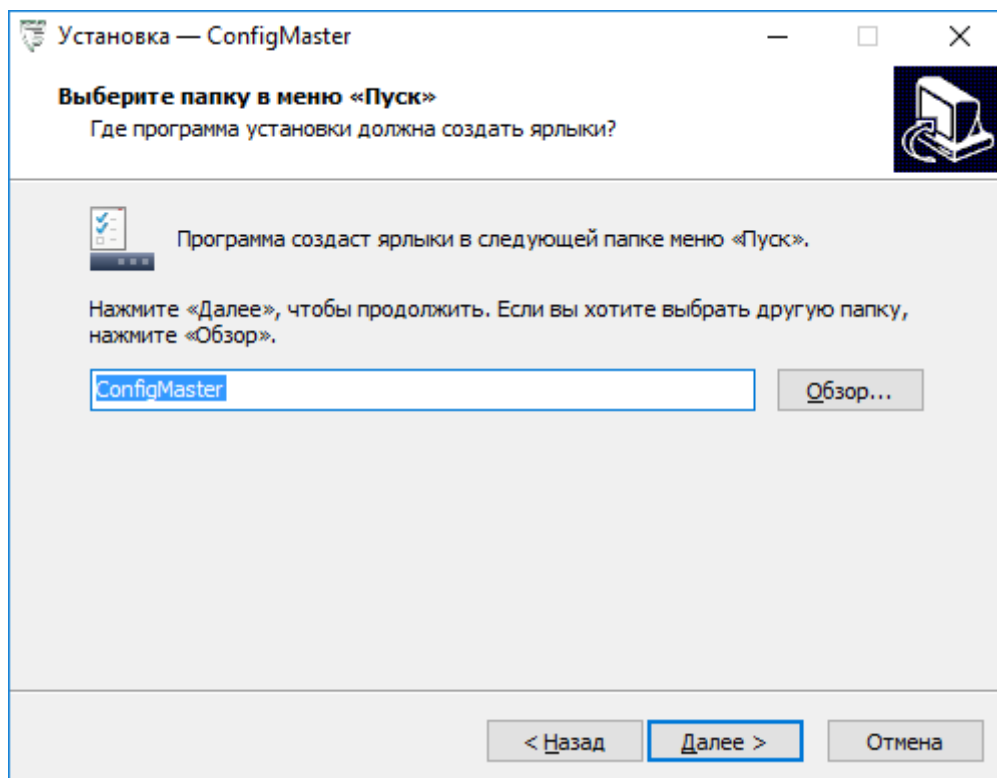 Установка — ConfigMaster
Выберите папку в меню «Пуск»
Где программа установки должна создать ярлыки?
Программа создаст ярлыки в следующей папке меню «Пуск».
Нажмите «Далее», чтобы продолжить. Если вы хотите выбрать другую папку,
нажмите «Обзор».
ConfigMaster
Обзор...
< Назад
Далее >
Отмена